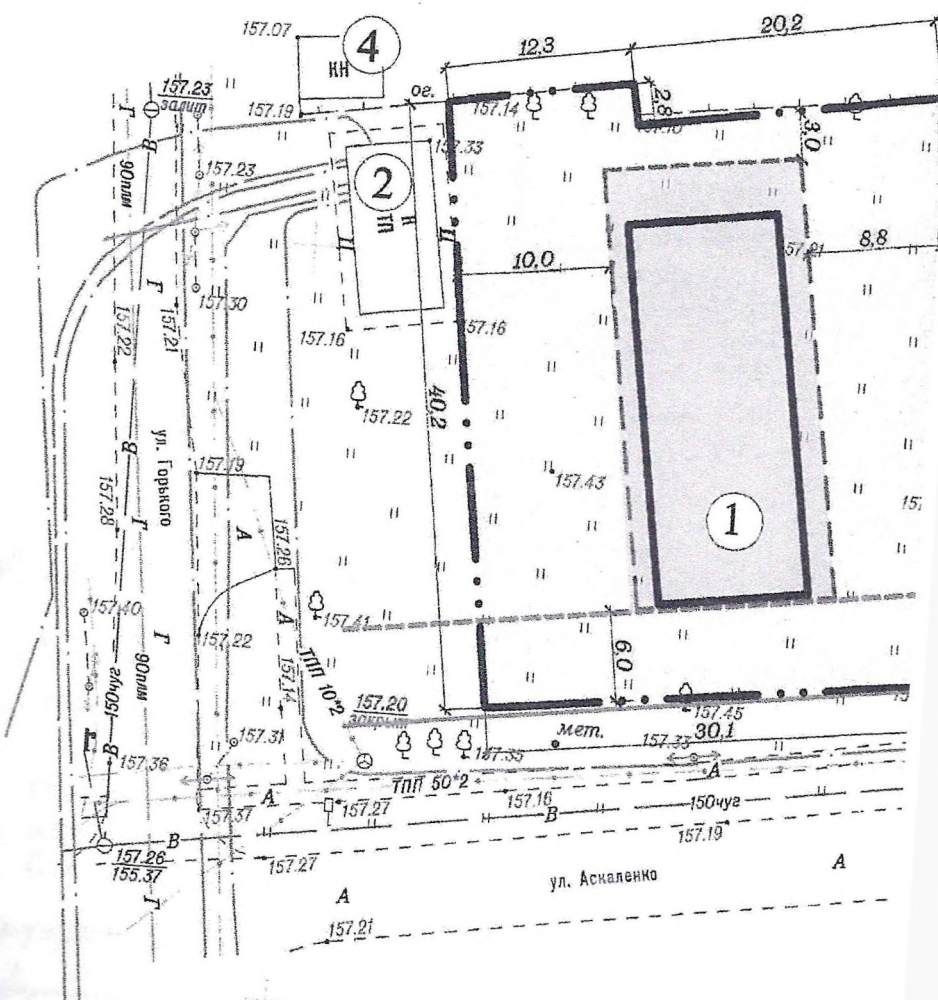 157.07
4
КН
12,3
20,2
157.23
залит
157.19
ог.
157.14
2,8
3,0
Г
В
90плм
157.33
157.23
2
ТП
Н
Ц
Ц
10,0
157.21
8,8
Г
157.30
157.21
157.22
157.16
157.16
40,2
157.22
В
ул. Горького
157.19
157.43
157.28
Г
А
1
157.26
157.40
157.41
А
157.22
Г
ТПП 10*2
6,0
157.14
90плм
150чуг
157.20
закрыт
157.45
мет.
30,1
157.31
157.33
157.35
В
157.36
А
ТПП 50*2
А
157.37
157.27
157.16
В
150чуг
В
157.19
157.26
155.37
157.27
ул. Аскаленко
А
А
Г
157.21